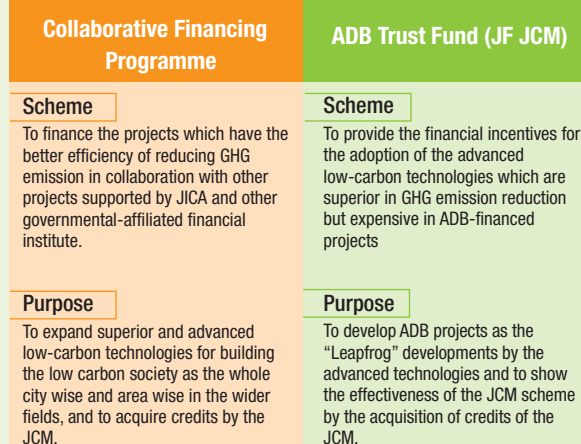 Collaborative Financing
Programme
Scheme
To finance the projects which have the
better efficiency of reducing GHG
emission in collaboration with other
projects supported by JICA and other
governmental-affiliated financial
institute.
Purpose
To expand superior and advanced
low-carbon technologies for building
the low carbon society as the whole
city wise and area wise in the wider
fields, and to acquire credits by the
JCM.
ADB Trust Fund (JF JCM)
Scheme
To provide the financial incentives for
the adoption of the advanced
low-carbon technologies which are
superior in GHG emission reduction
but expensive in ADB-financed
projects
Purpose
To develop ADB projects as the
“Leapfrog” developments by the
advanced technologies and to show
the effectiveness of the JCM scheme
by the acquisition of credits of the
JCM.